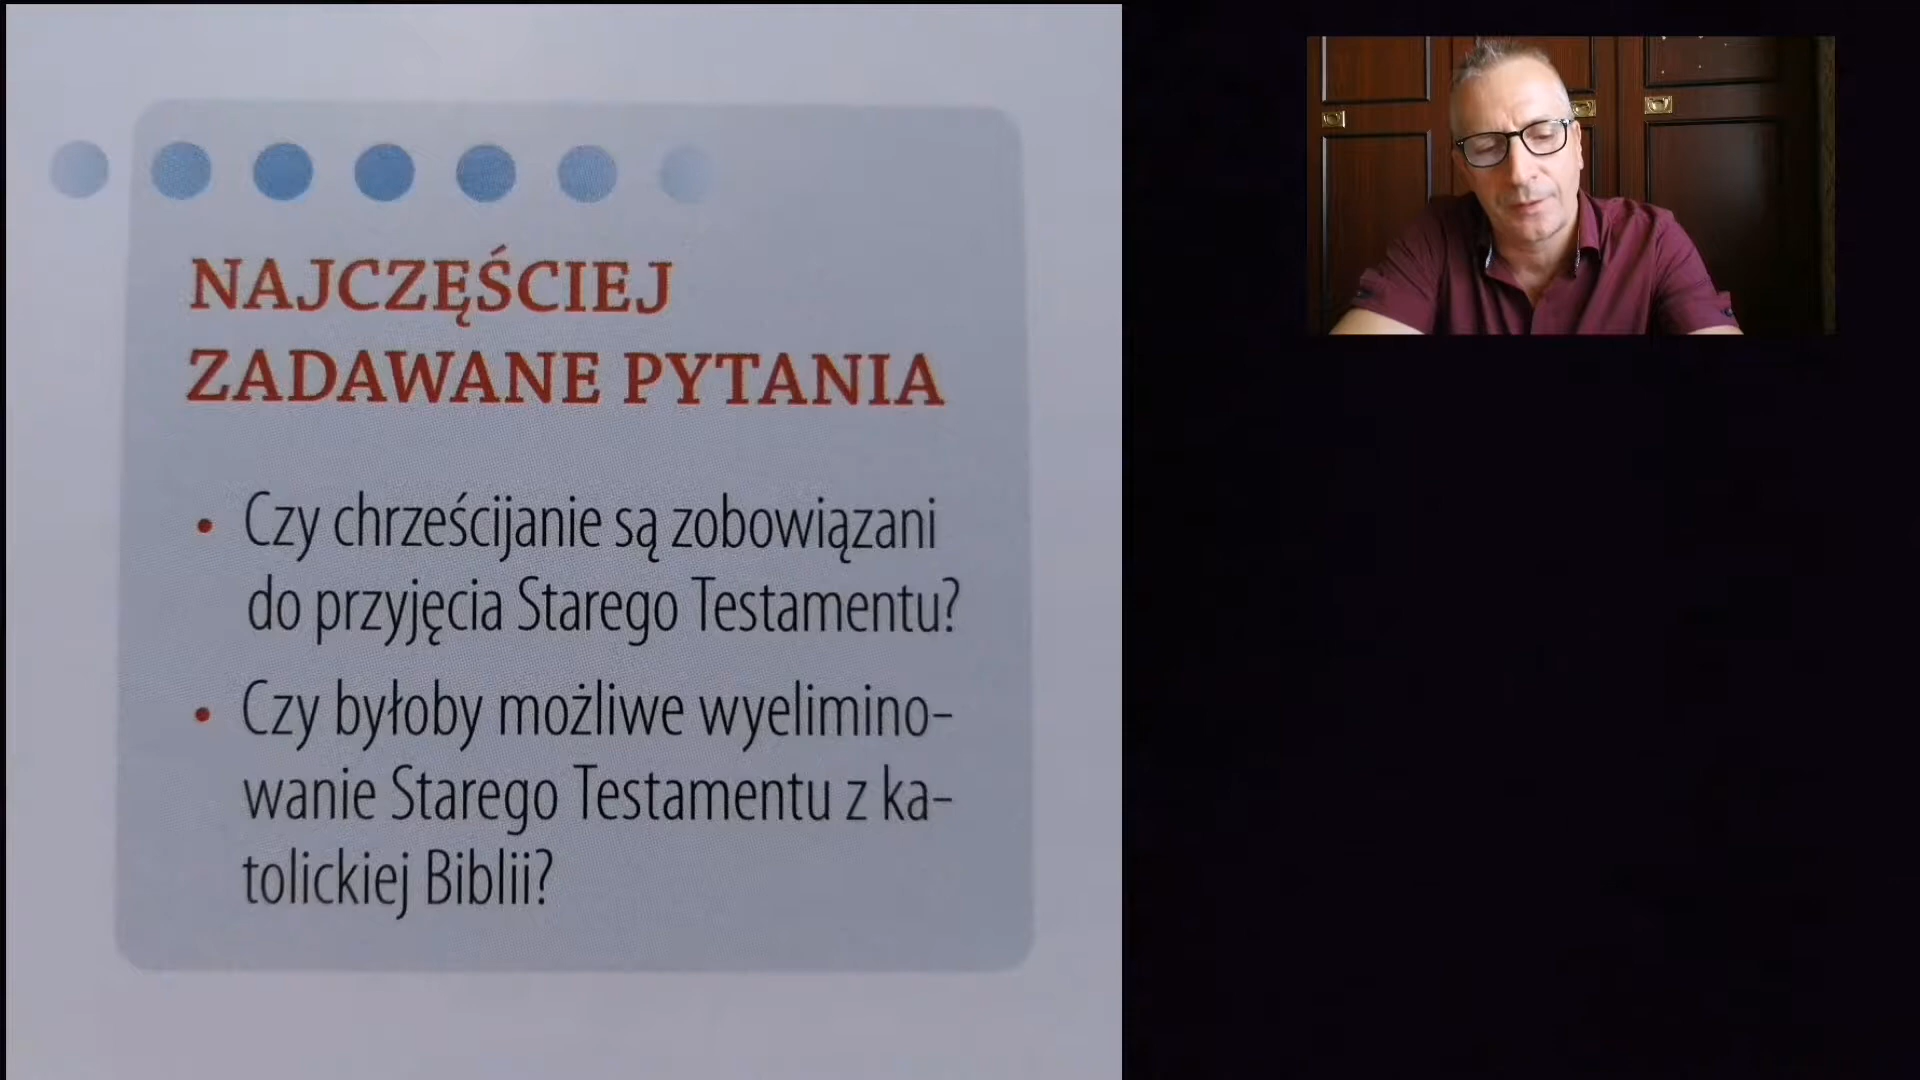 NAJCZĘŚCIEJ
ZADAWANE PYTANIA
• Czy chrześcijanie są zobowiązani
do przyjęcia Starego Testamentu?
• Czy byłoby możliwe wyelimino-
wanie Starego Testamentu z ka-
tolickiej Biblii?